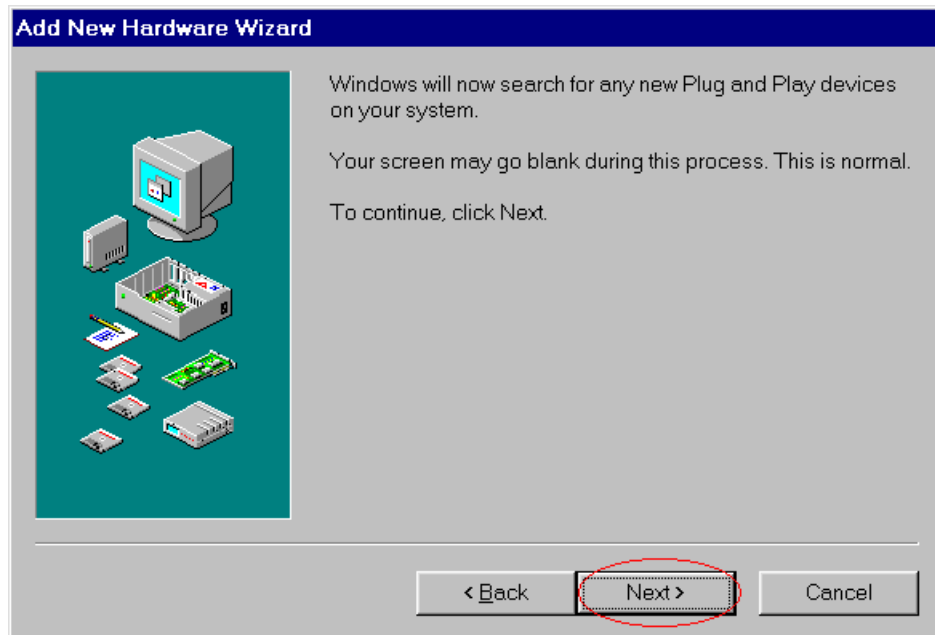 Add New Hardware Wizard
Windows will now search for any new Plug and Play devices
on your system.
Your screen may go blank during this process. This is normal.
To continue, click Next.
< Back
Next >
Cancel